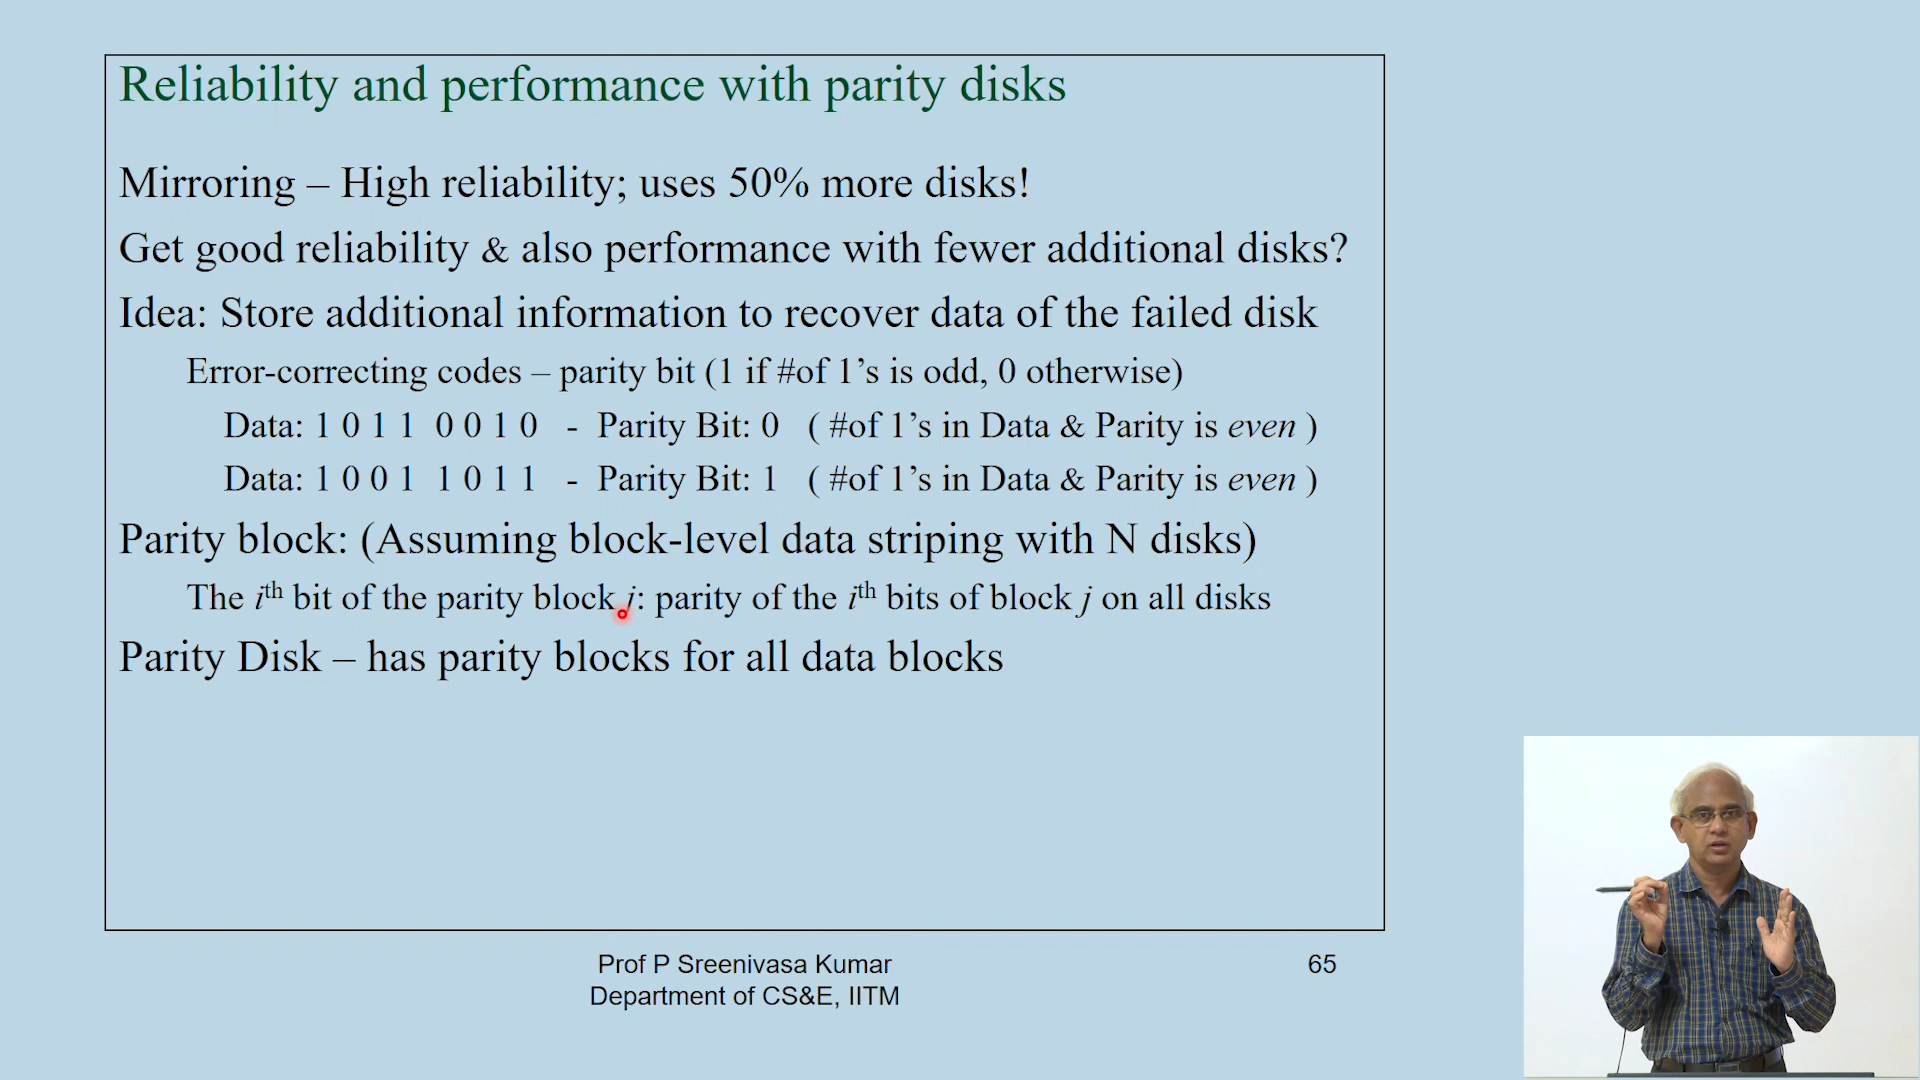 Reliability and performance with parity disks
Mirroring – High reliability; uses 50% more disks!
Get good reliability & also performance with fewer additional disks?
Idea: Store additional information to recover data of the failed disk
Error-correcting codes – parity bit (1 if #of 1’s is odd, 0 otherwise)
Data: 1 0 1 1  0 0 1 0  -  Parity Bit: 0  ( #of 1’s in Data & Parity is even )
Data: 1 0 0 1  1 0 1 1  -  Parity Bit: 1  ( #of 1’s in Data & Parity is even )
Parity block: (Assuming block-level data striping with N disks)
The ith bit of the parity block j: parity of the ith bits of block j on all disks
Parity Disk – has parity blocks for all data blocks
Prof P Sreenivasa Kumar
Department of CS&E, IITM
65